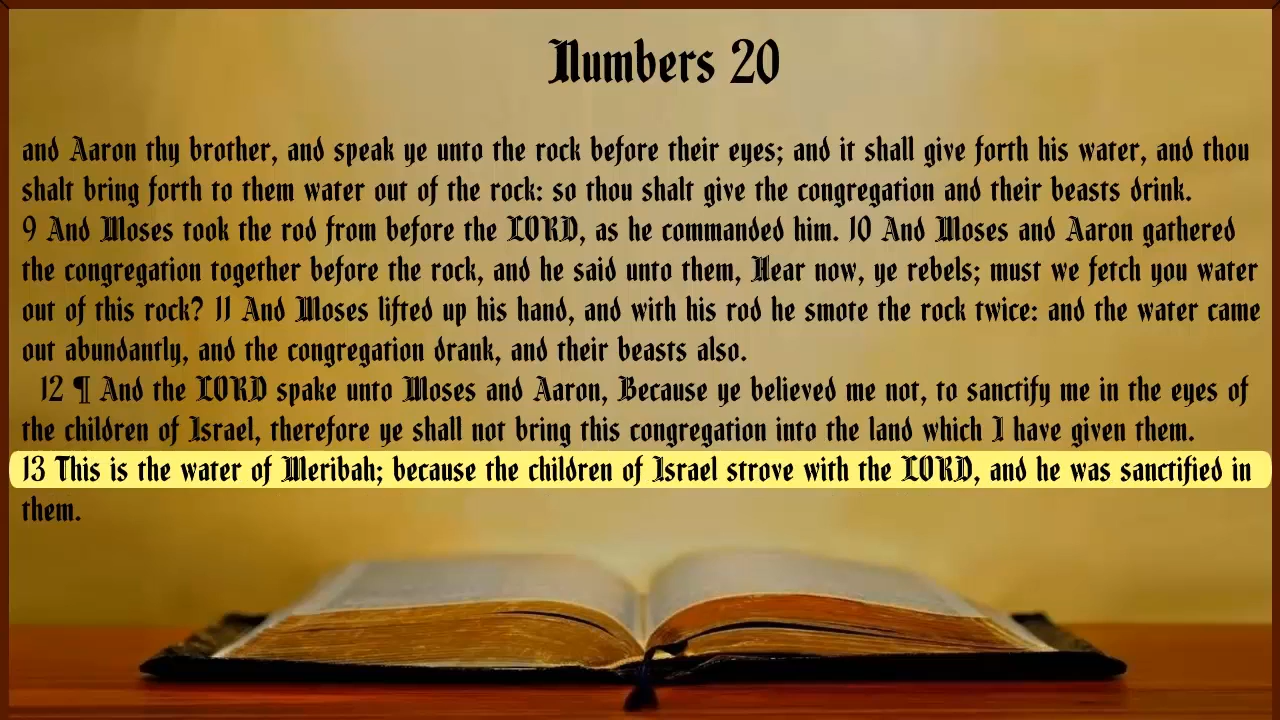 Numbers 20
and Aaron thy brother, and speak ye unto the rock before their eyes; and it shall give forth his water, and thou
shalt bring forth to them water out of the rock: so thou shalt give the congregation and their beasts drink.
9 And Moses took the rod from before the LORD, as he commanded him. 10 And Moses and Aaron gathered
the congregation together before the rock, and he said unto them, Hear now, ye rebels; must we fetch you water
out of this rock? 11 And Moses lifted up his hand, and with his rod he smote the rock twice: and the water came
out abundantly, and the congregation drank, and their beasts also.
12 ¶ And the LORD spake unto Moses and Aaron, Because ye believed me not, to sanctify me in the eyes of
the children of Israel, therefore ye shall not bring this congregation into the land which I have given them.
13 This is the water of Meribah; because the children of Israel strove with the LORD, and he was sanctified in
them.